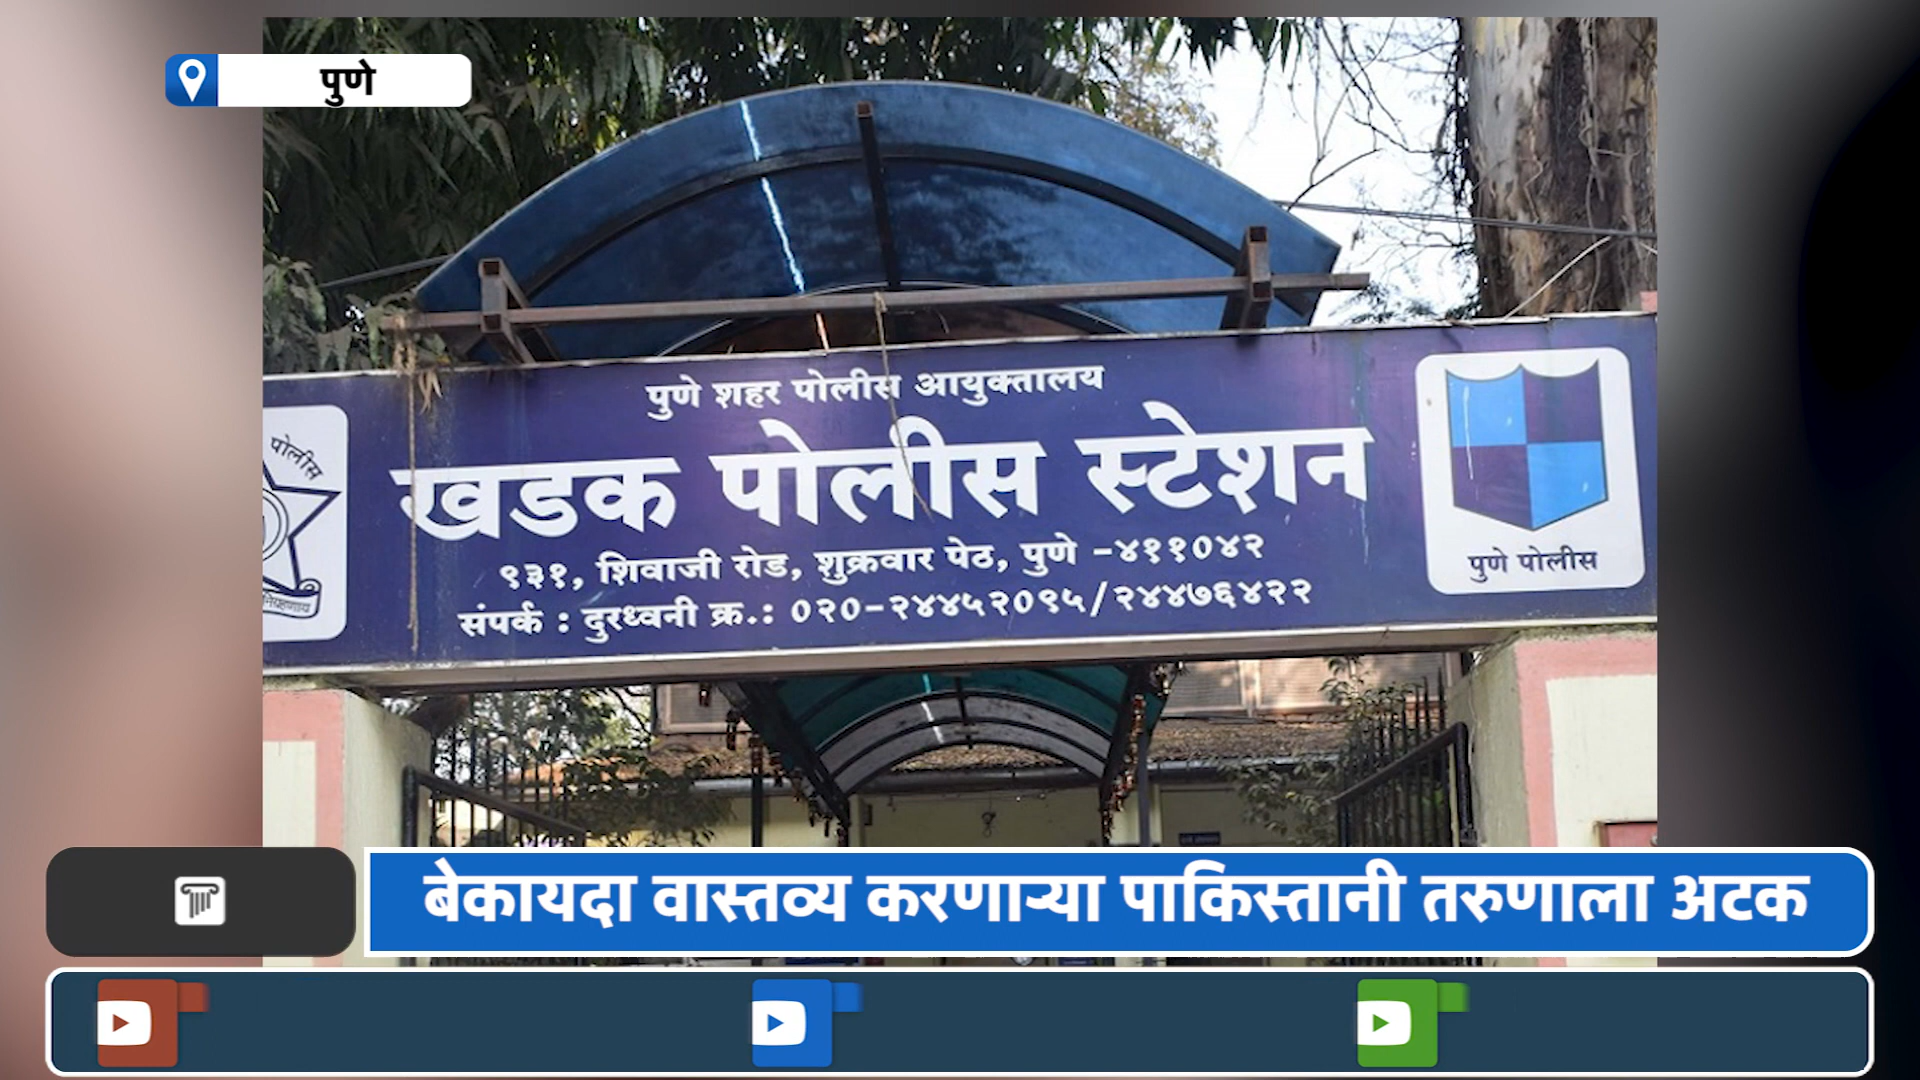 पुणे
पुणे शहर पोलीस आयुक्तालय
खडक पोलीस स्टेशन
९३१, शिवाजी रोड, शुक्रवार पेठ, पुणे -४११०४२
संपर्क : दुरध्वनी क्र.: ०२०-२४४५२०९५/२४४७६४२२
पोलीस
पुणे पोलीस
बेकायदा वास्तव्य करणाऱ्या पाकिस्तानी तरुणाला अटक